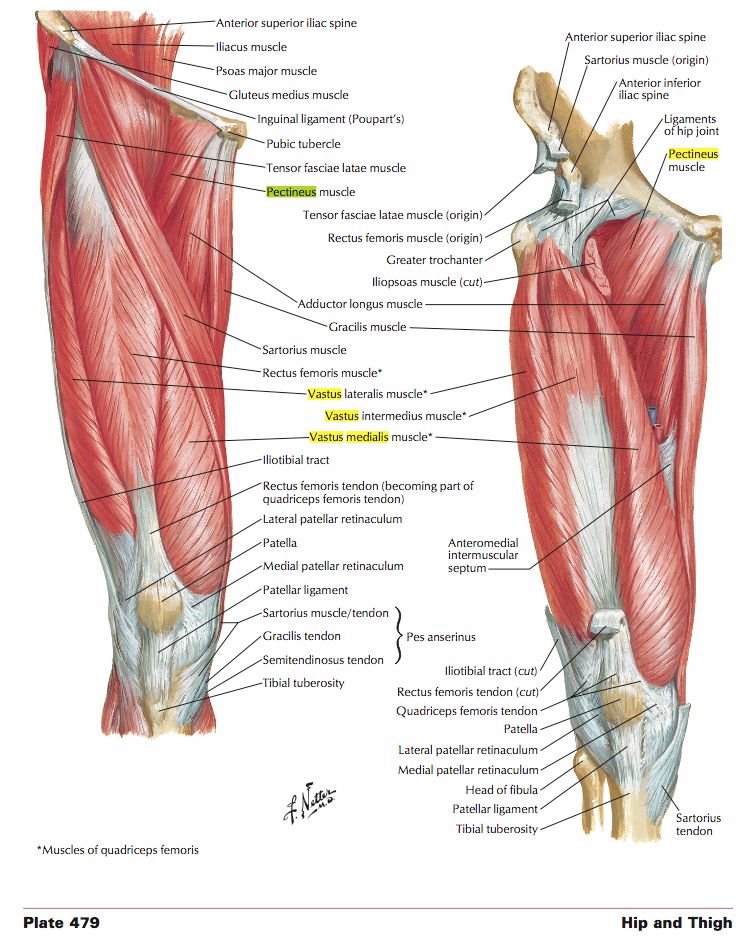 Anterior superior iliac spine
Iliacus muscle
Psoas major muscle
Gluteus medius muscle
Inguinal ligament (Poupart's)
Pubic tubercle
Tensor fasciae latae muscle
Pectineus muscle
Anterior superior iliac spine
Sartorius muscle (origin)
Anterior inferior
iliac spine
Ligaments
of hip joint
Pectineus
muscle
Tensor fasciae latae muscle (origin)
Rectus femoris muscle (origin)
Greater trochanter
Iliopsoas muscle (cut)
Adductor longus muscle
Gracilis muscle
Sartorius muscle
Rectus femoris muscle*
Vastus lateralis muscle*
Vastus intermedius muscle*
Vastus medialis muscle*
Iliotibial tract
Rectus femoris tendon (becoming part of
quadriceps femoris tendon)
Lateral patellar retinaculum
Patella
Medial patellar retinaculum
Patellar ligament
Sartorius muscle/tendon
Gracilis tendon
Semitendinosus tendon
Pes anserinus
Tibial tuberosity
Anteromedial
intermuscular
septum
Iliotibial tract (cut)
Rectus femoris tendon (cut)
Quadriceps femoris tendon
Patella
Lateral patellar retinaculum
Medial patellar retinaculum
Head of fibula
Patellar ligament
Tibial tuberosity
Sartorius
tendon
F. Netter
M.D.
*Muscles of quadriceps femoris
Plate 479
Hip and Thigh